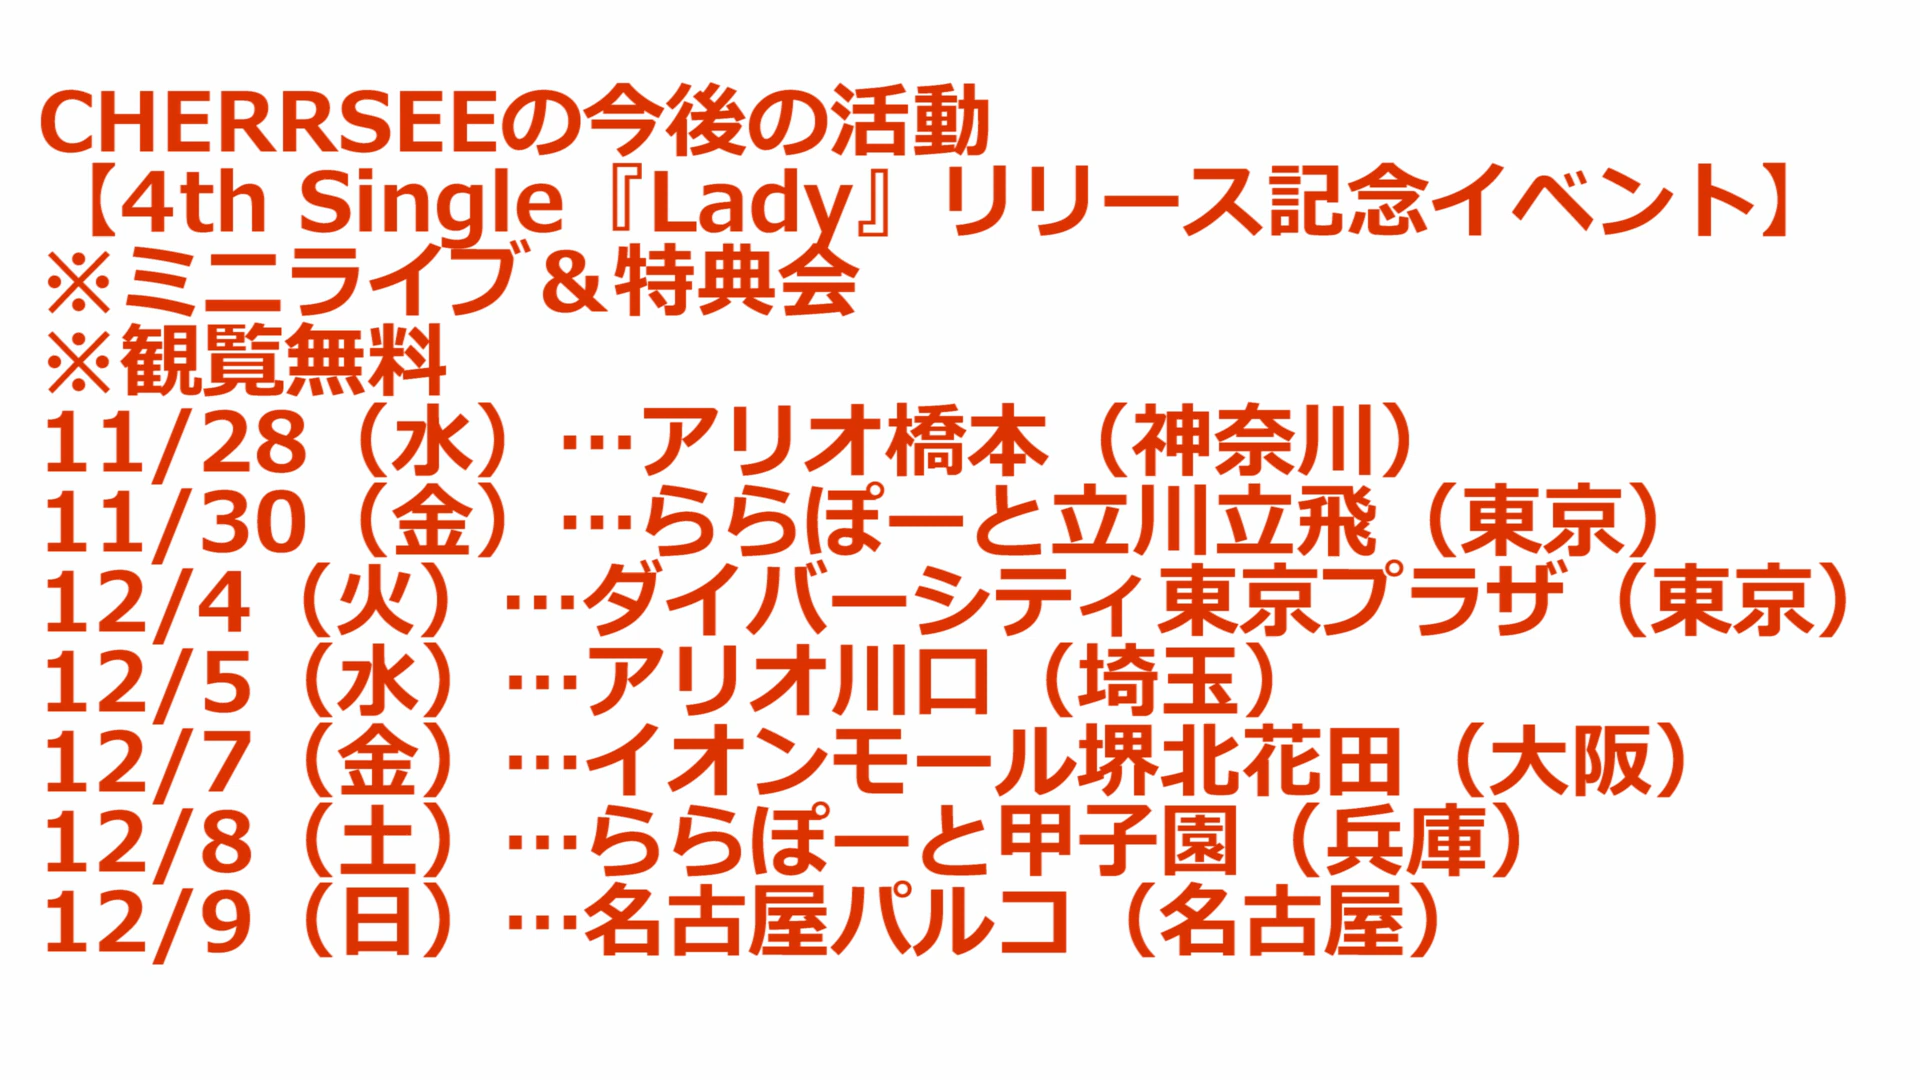 CHERRSEEの今後の活動
【4th Single『Lady』リリース記念イベント】
※ミニライブ＆特典会
※観覧無料
11/28（水）…アリオ橋本（神奈川）
11/30（金）…ららぽーと立川立飛（東京）
12/4（火）…ダイバーシティ東京プラザ（東京）
12/5（水）…アリオ川口（埼玉）
12/7（金）…イオンモール堺北花田（大阪）
12/8（土）…ららぽーと甲子園（兵庫）
12/9（日）…名古屋パルコ（名古屋）